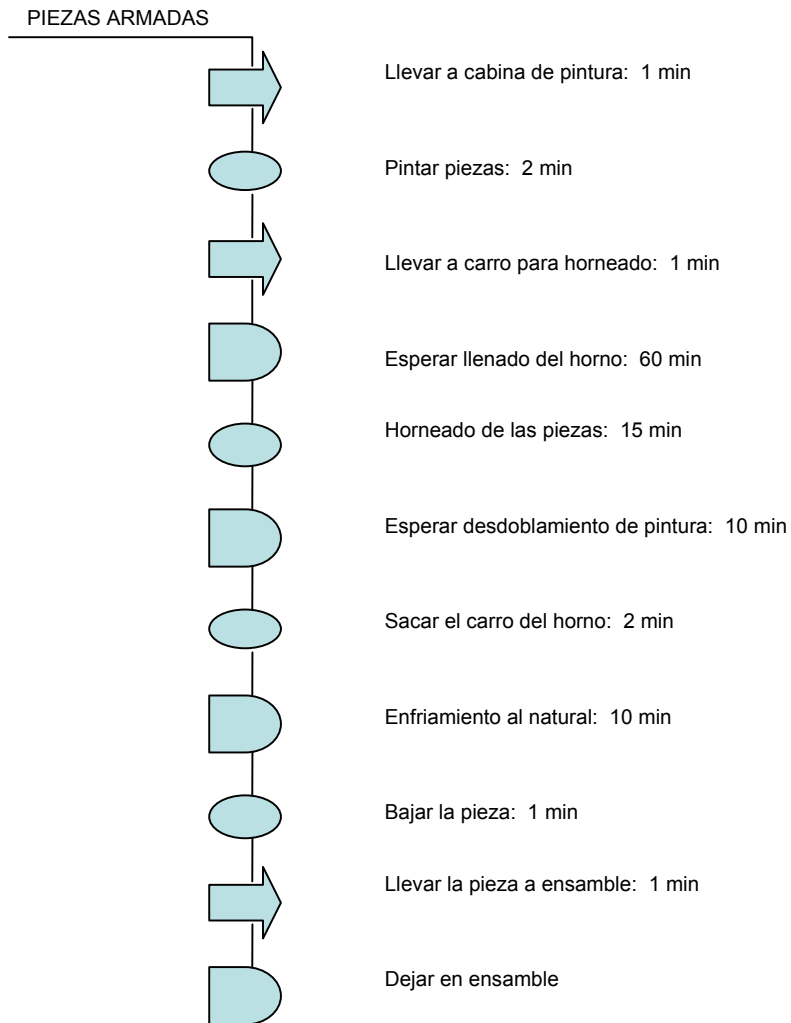 PIEZAS ARMADAS
Llevar a cabina de pintura: 1 min
Pintar piezas: 2 min
Llevar a carro para horneado: 1 min
Esperar llenado del horno: 60 min
Horneado de las piezas: 15 min
Esperar desdoblamiento de pintura: 10 min
Sacar el carro del horno: 2 min
Enfriamiento al natural: 10 min
Bajar la pieza: 1 min
Llevar la pieza a ensamble: 1 min
Dejar en ensamble